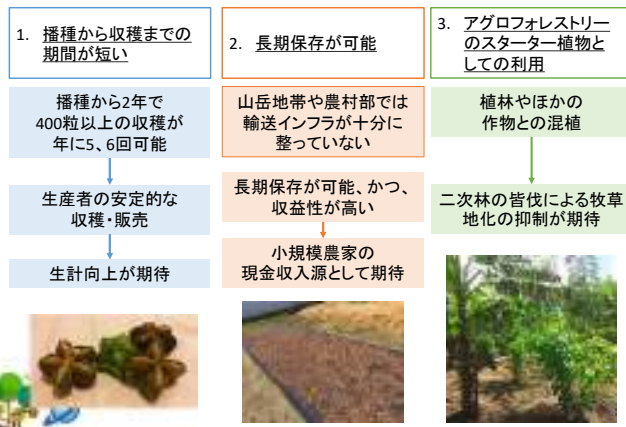 1. 播種から収穫までの
期間が短い
播種から2年で
400粒以上の収穫が
年に5、6回可能
生産者の安定的な
収穫・販売
生計向上が期待
2. 長期保存が可能
山岳地帯や農村部では
輸送インフラが十分に
整っていない
長期保存が可能、かつ、
収益性が高い
小規模農家の
現金収入源として期待
3. アグロフォレストリー
のスターター植物と
しての利用
植林やほかの
作物との混植
二次林の皆伐による牧草
地化の抑制が期待